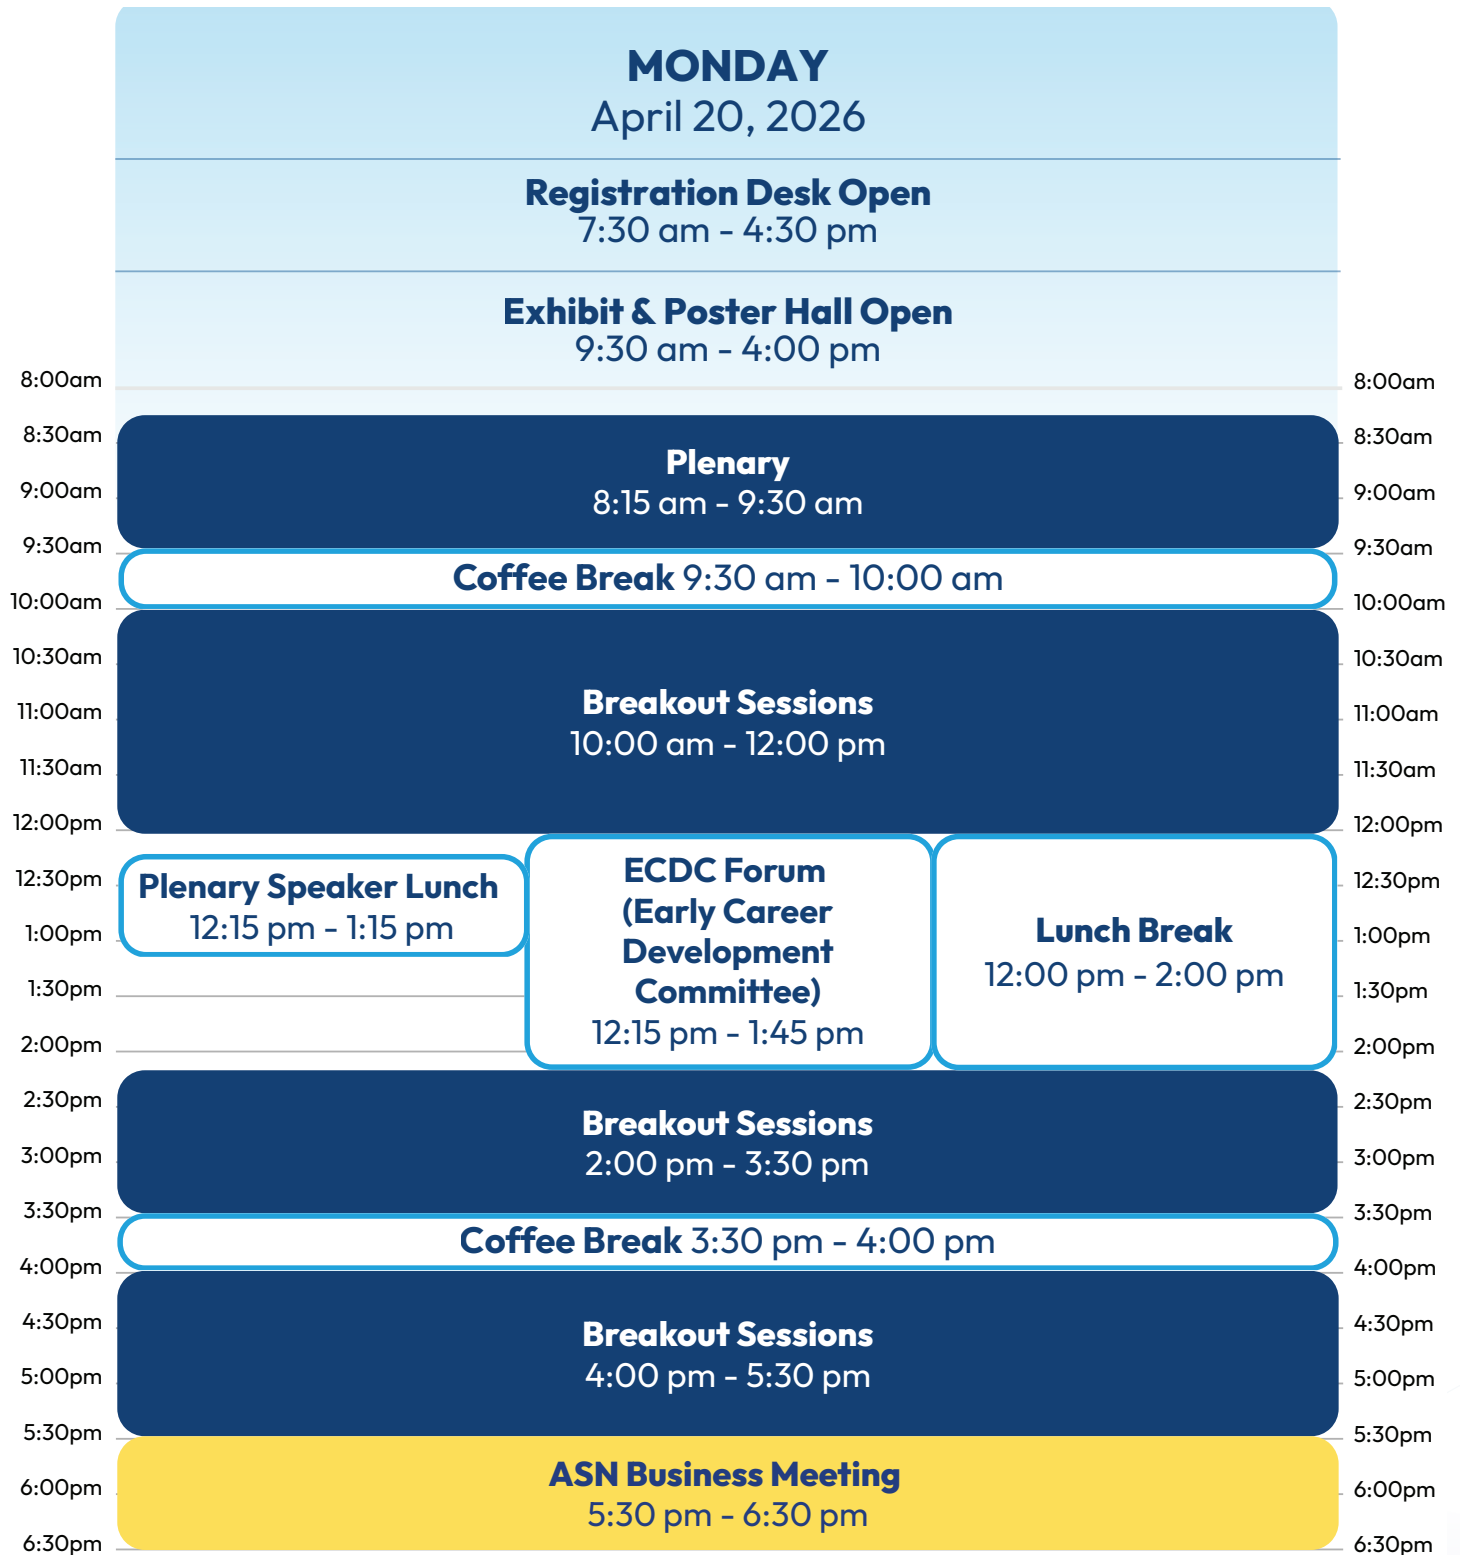 MONDAY
April 20, 2026
Registration Desk Open
7:30 am - 4:30 pm
Exhibit & Poster Hall Open
9:30 am - 4:00 pm
8:00am
8:00am
8:30am
8:30am
Plenary
8:15 am - 9:30 am
9:00am
9:00am
9:30am
9:30am
Coffee Break 9:30 am - 10:00 am
10:00am
10:00am
10:30am
10:30am
Breakout Sessions
10:00 am - 12:00 pm
11:00am
11:00am
11:30am
11:30am
12:00pm
12:00pm
12:30pm
12:30pm
Plenary Speaker Lunch
12:15 pm - 1:15 pm
ECDC Forum
(Early Career
Development
Committee)
12:15 pm - 1:45 pm
Lunch Break
12:00 pm - 2:00 pm
1:00pm
1:00pm
1:30pm
1:30pm
2:00pm
2:00pm
2:30pm
2:30pm
Breakout Sessions
2:00 pm - 3:30 pm
3:00pm
3:00pm
3:30pm
3:30pm
Coffee Break 3:30 pm - 4:00 pm
4:00pm
4:00pm
4:30pm
4:30pm
Breakout Sessions
4:00 pm - 5:30 pm
5:00pm
5:00pm
5:30pm
5:30pm
ASN Business Meeting
5:30 pm - 6:30 pm
6:00pm
6:00pm
6:30pm
6:30pm